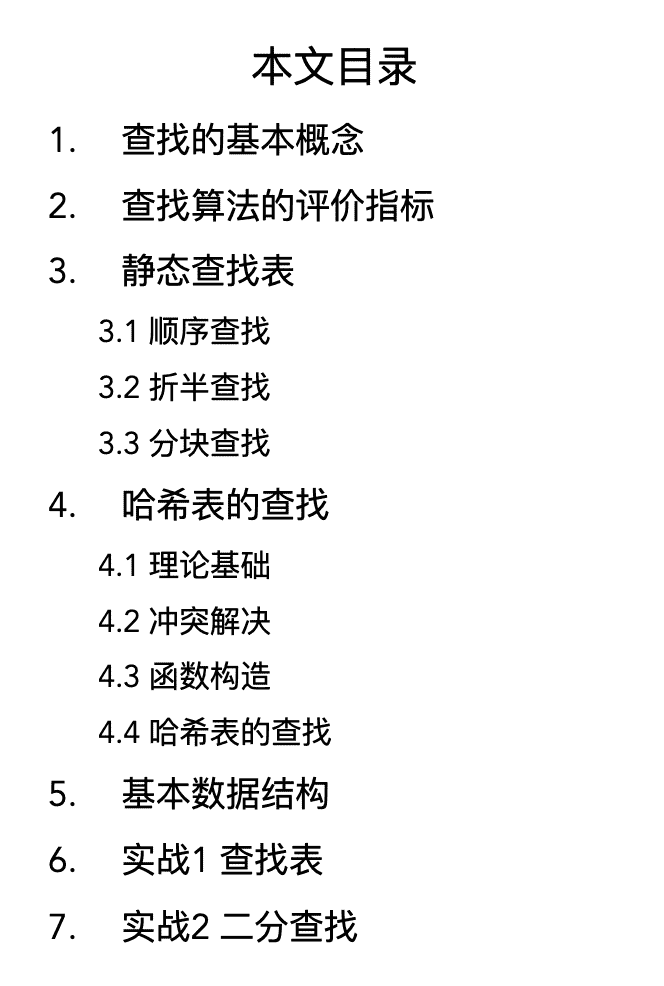 本文目录
1. 查找的基本概念
2. 查找算法的评价指标
3. 静态查找表
3.1 顺序查找
3.2 折半查找
3.3 分块查找
4. 哈希表的查找
4.1 理论基础
4.2 冲突解决
4.3 函数构造
4.4 哈希表的查找
5. 基本数据结构
6. 实战1 查找表
7. 实战2 二分查找